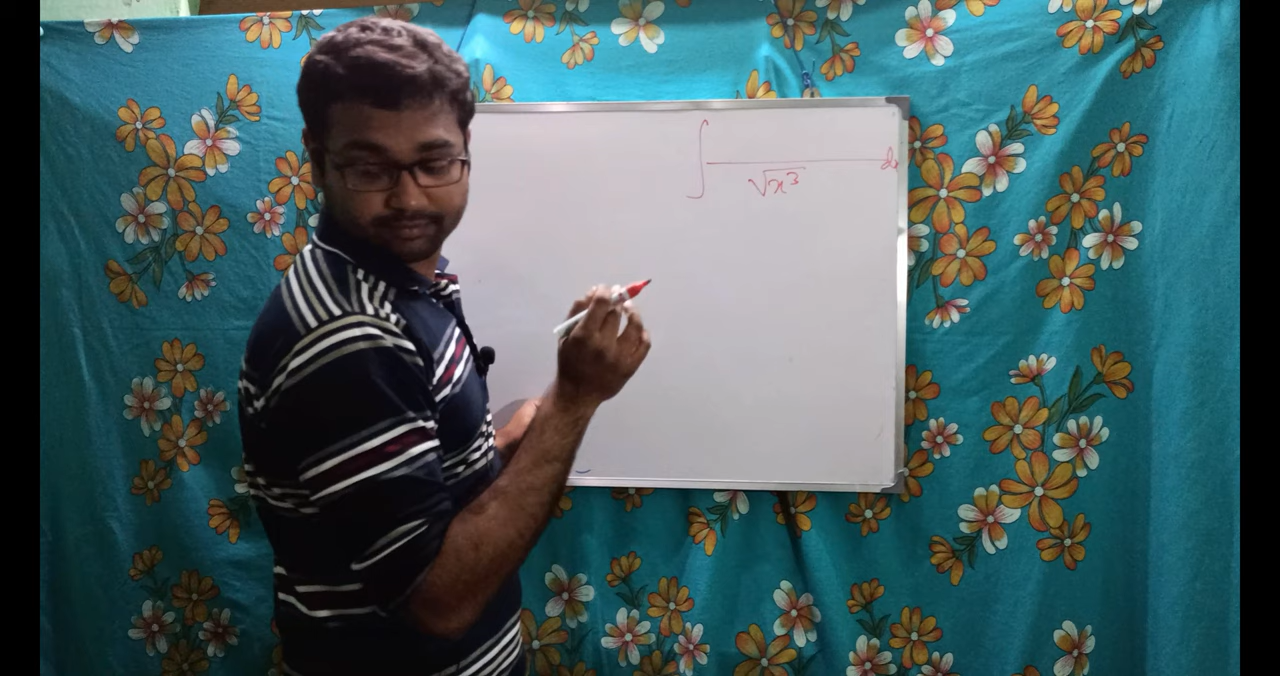 ∫ ‾‾‾‾ / √x³ dx